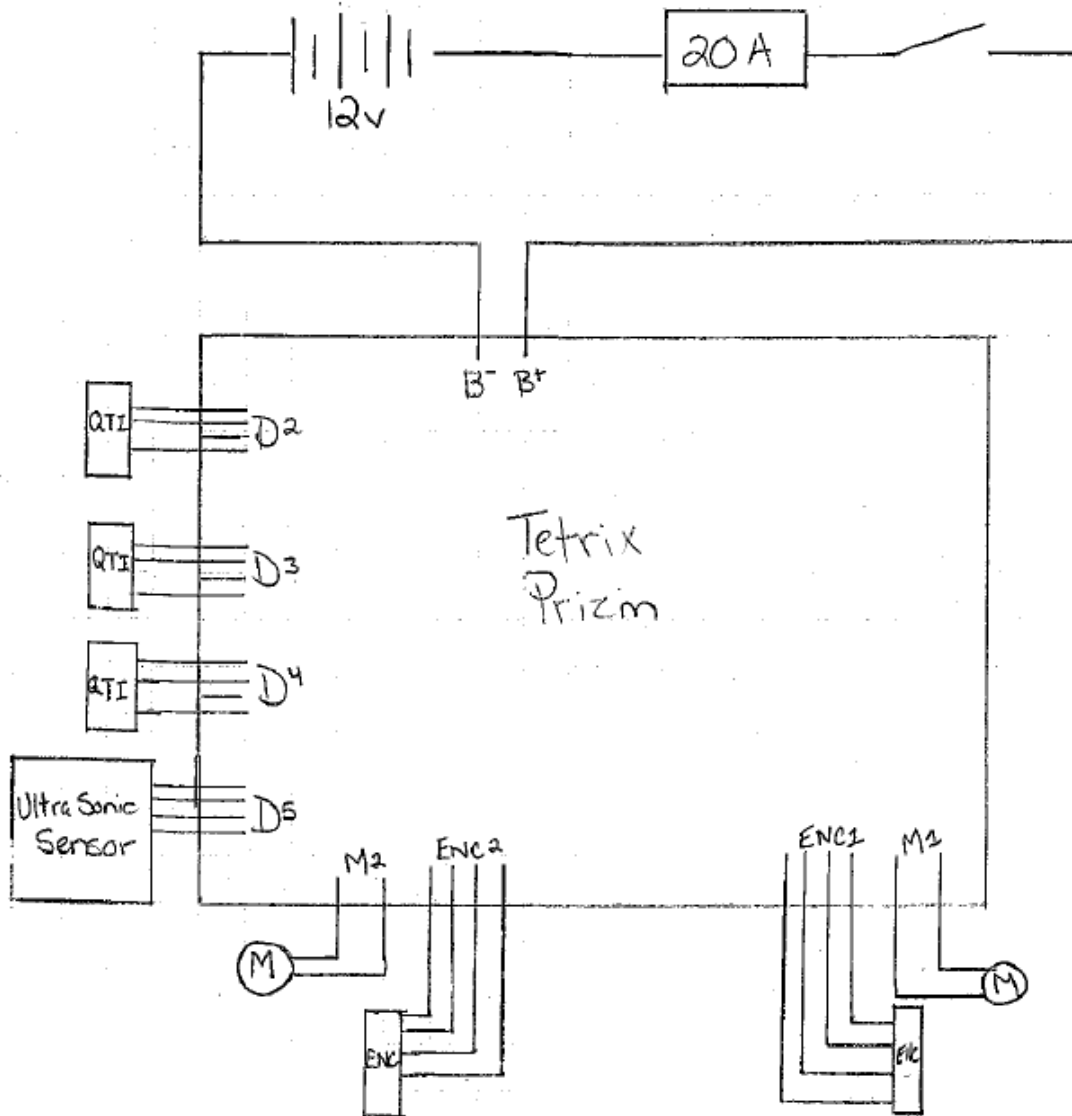 20A
12v
B- B+
QTI
D2
QTI
D3
Tetrix
Prizm
QTI
D4
Ultra Sonic
Sensor
D5
M2
ENC2
ENC1
M1
M
M
ENC
ENC